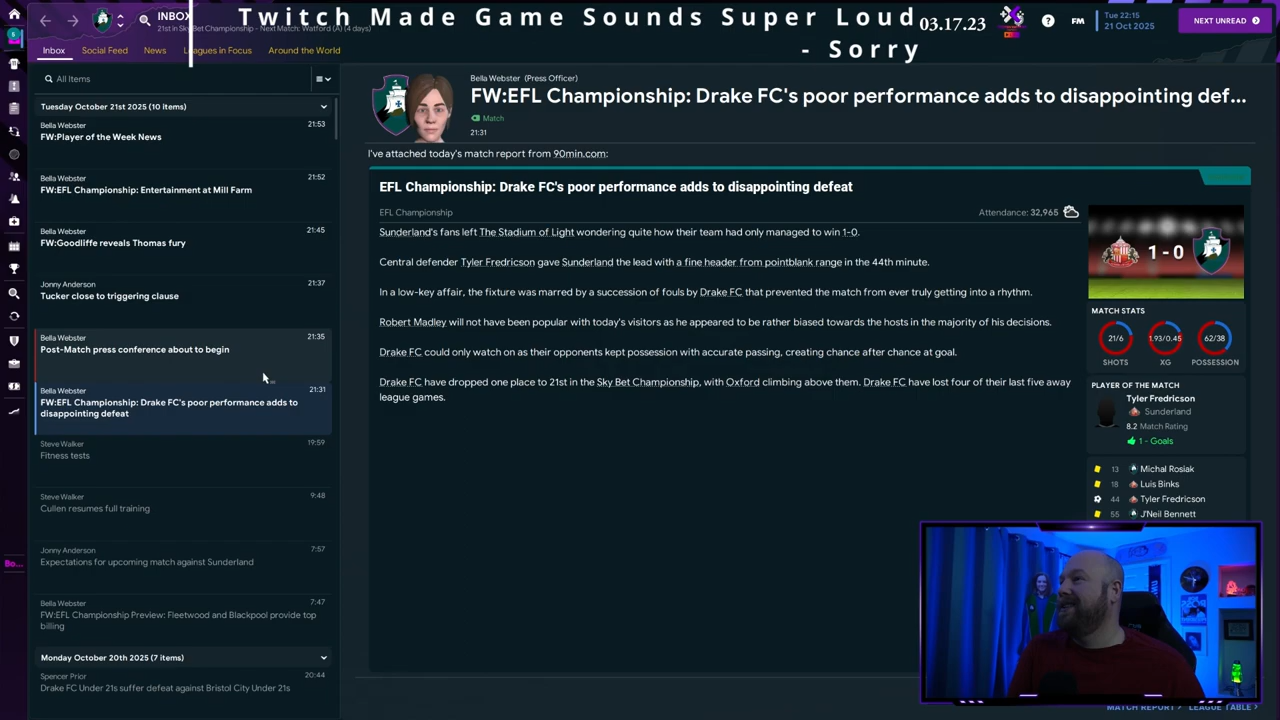 INBOX
21st in Sky Bet Championship - Next Match: Watford (A) (4 days)
Twitch Made Game Sounds Super Loud
- Sorry
03.17.23
FM
Tue 22:15
21 Oct 2025
NEXT UNREAD
Inbox
Social Feed
News
Leagues in Focus
Around the World
All Items
Tuesday October 21st 2025 (10 items)
Bella Webster 21:53
FW:Player of the Week News
Bella Webster 21:52
FW:EFL Championship: Entertainment at Mill Farm
Bella Webster 21:45
FW:Goodliffe reveals Thomas fury
Jonny Anderson 21:37
Tucker close to triggering clause
Bella Webster 21:35
Post-Match press conference about to begin
Bella Webster 21:31
FW:EFL Championship: Drake FC's poor performance adds to
disappointing defeat
Steve Walker 19:59
Fitness tests
Steve Walker 9:48
Cullen resumes full training
Jonny Anderson 7:57
Expectations for upcoming match against Sunderland
Bella Webster 7:47
FW:EFL Championship Preview: Fleetwood and Blackpool provide top
billing
Monday October 20th 2025 (7 items)
Spencer Prior 20:44
Drake FC Under 21s suffer defeat against Bristol City Under 21s
Bella Webster (Press Officer)
FW:EFL Championship: Drake FC's poor performance adds to disappointing def...
Match
21:31
I've attached today's match report from 90min.com:
EFL Championship: Drake FC's poor performance adds to disappointing defeat
EFL Championship
Attendance: 32,965
Sunderland's fans left The Stadium of Light wondering quite how their team had only managed to win 1-0.
Central defender Tyler Fredricson gave Sunderland the lead with a fine header from pointblank range in the 44th minute.
In a low-key affair, the fixture was marred by a succession of fouls by Drake FC that prevented the match from ever truly getting into a rhythm.
Robert Madley will not have been popular with today's visitors as he appeared to be rather biased towards the hosts in the majority of his decisions.
Drake FC could only watch on as their opponents kept possession with accurate passing, creating chance after chance at goal.
Drake FC have dropped one place to 21st in the Sky Bet Championship, with Oxford climbing above them. Drake FC have lost four of their last five away
league games.
1 - 0
MATCH STATS
21/6
1.93/0.45
62/38
SHOTS
XG
POSSESSION
PLAYER OF THE MATCH
Tyler Fredricson
Sunderland
8.2 Match Rating
1 - Goals
13 Michal Rosiak
18 Luis Binks
44 Tyler Fredricson
55 J'Neil Bennett
MATCH REPORT >
LEAGUE TABLE >
Bo...